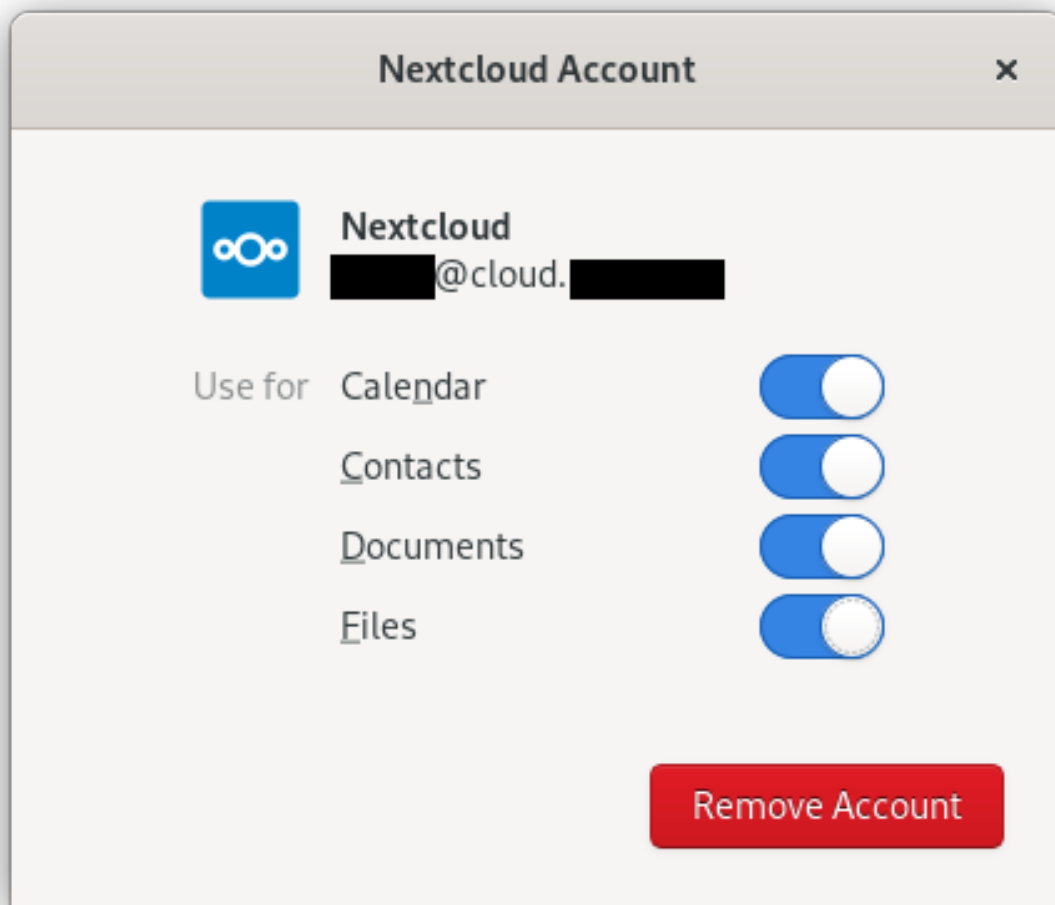 Nextcloud Account
Nextcloud
@cloud.
Use for Calendar
Contacts
Documents
Files
Remove Account